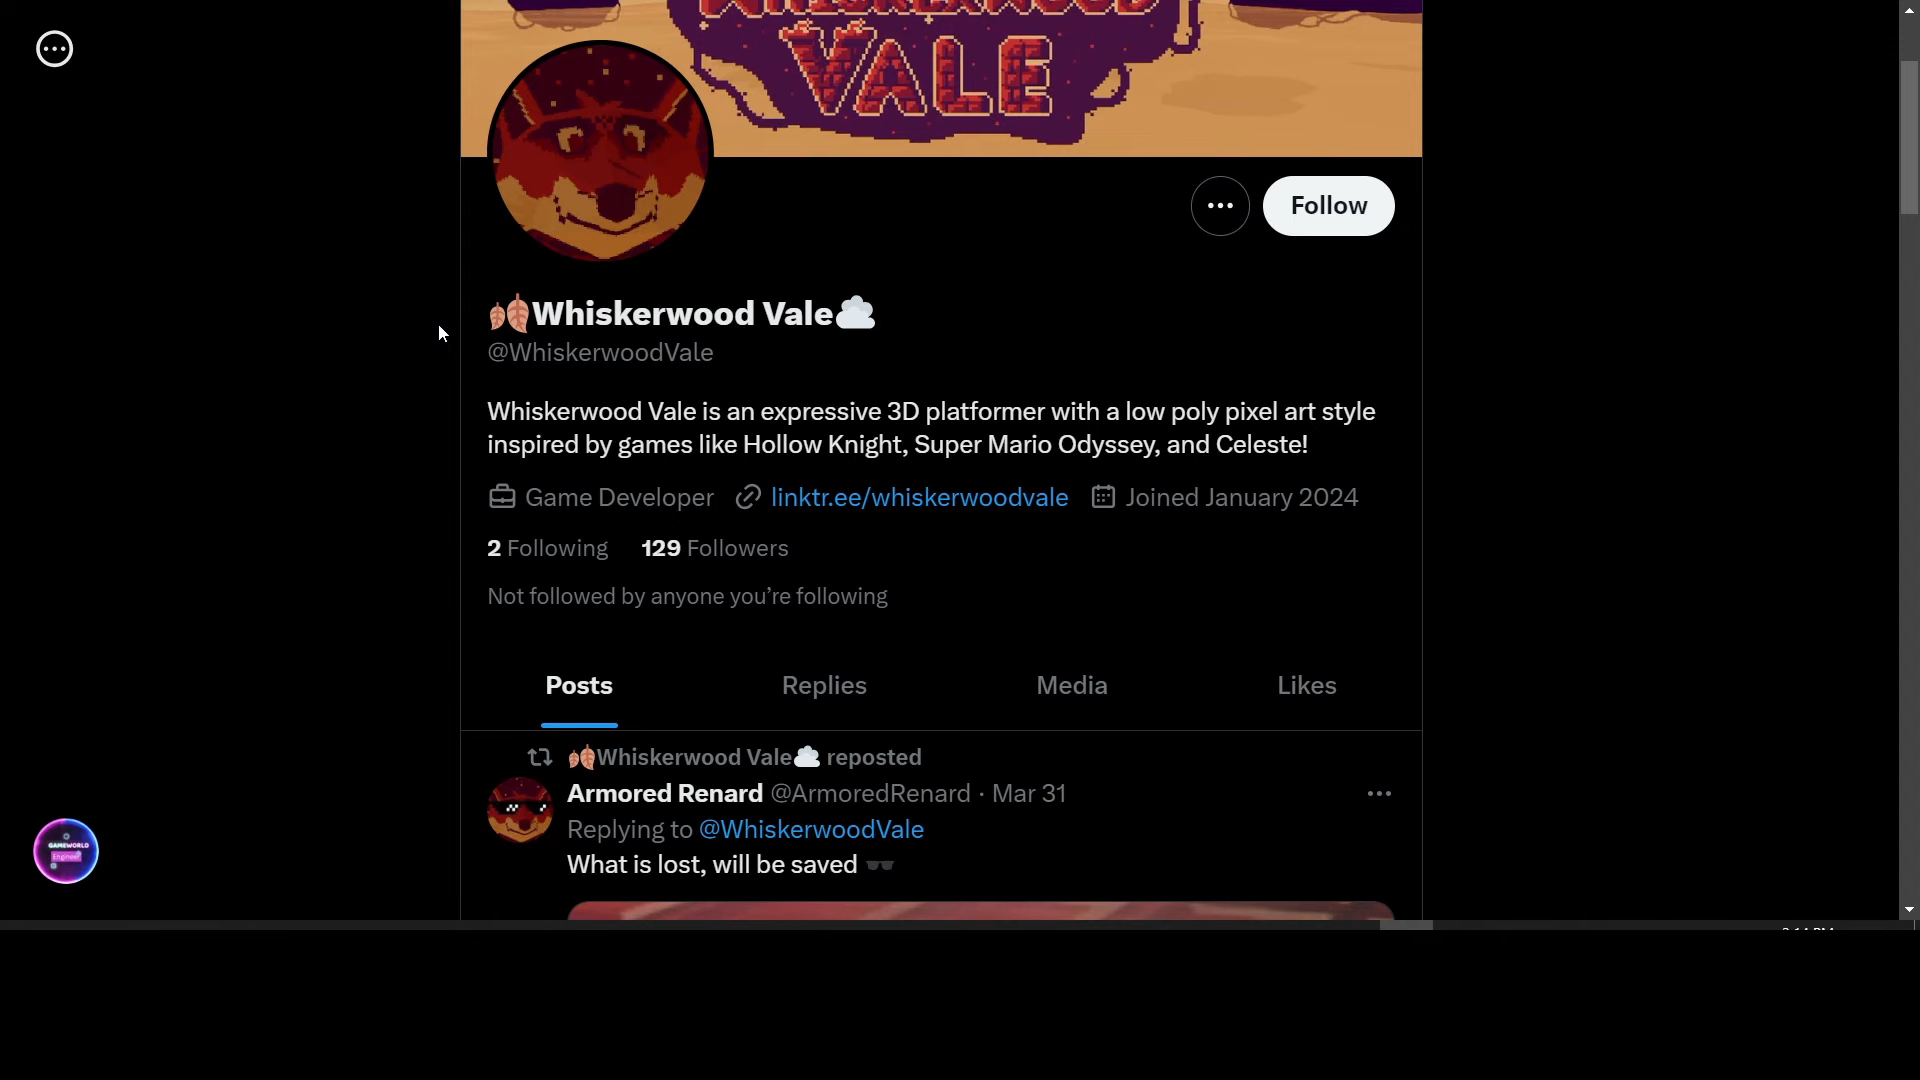 WHISKERWOOD
VALE
Follow
🍂Whiskerwood Vale☁️
@WhiskerwoodVale
Whiskerwood Vale is an expressive 3D platformer with a low poly pixel art style
inspired by games like Hollow Knight, Super Mario Odyssey, and Celeste!
Game Developer linktr.ee/whiskerwoodvale Joined January 2024
2 Following 129 Followers
Not followed by anyone you’re following
Posts Replies Media Likes
🍂Whiskerwood Vale☁️ reposted
Armored Renard @ArmoredRenard · Mar 31
Replying to @WhiskerwoodVale
What is lost, will be saved 🕶️
GAMEWORLD
Engineer